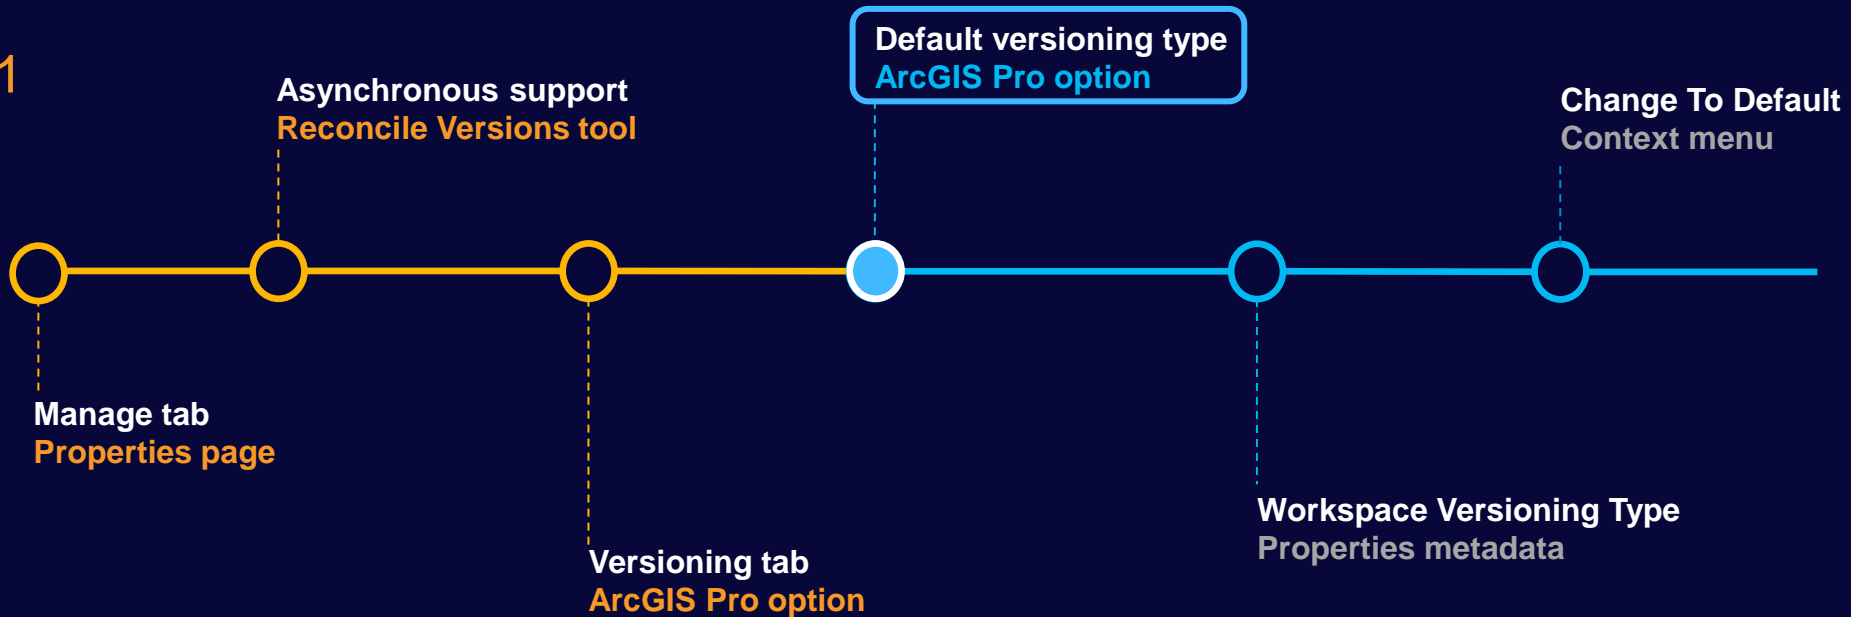 1
Asynchronous support
Reconcile Versions tool
Default versioning type
ArcGIS Pro option
Change To Default
Context menu
Manage tab
Properties page
Versioning tab
ArcGIS Pro option
Workspace Versioning Type
Properties metadata